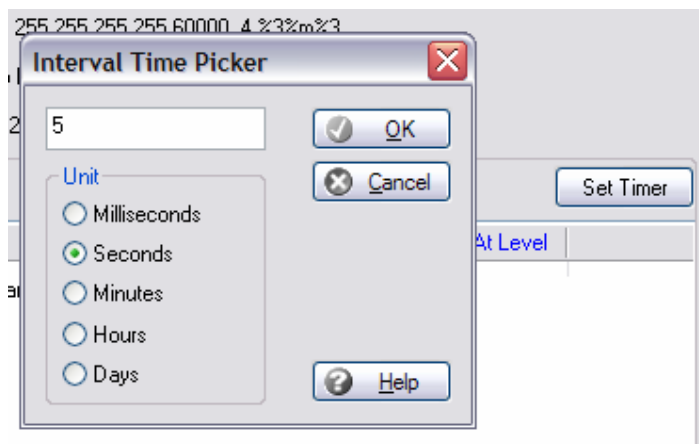 255.255.255.255,60000, 4,%3%m%3
Interval Time Picker
2
5
OK
Unit
Cancel
Set Timer
Milliseconds
Seconds
At Level
Minutes
Hours
Days
Help